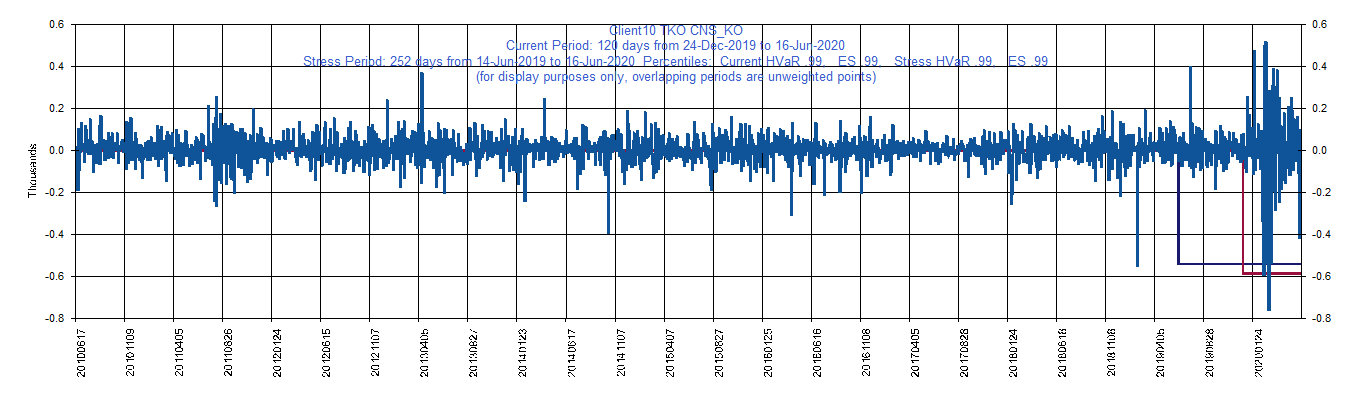 Client10 TKO CNS_KO
Current Period: 120 days from 24-Dec-2019 to 16-Jun-2020
Stress Period: 252 days from 14-Jun-2019 to 16-Jun-2020 Percentiles: Current HVaR .99, ES .99, Stress HVaR .99, ES .99
(for display purposes only, overlapping periods are unweighted points)
0.6 0.6
0.4 0.4
0.2 0.2
0.0 0.0
-0.2 -0.2
-0.4 -0.4
-0.6 -0.6
-0.8 -0.8
Thousands
20100617 20101109 20110405 20110826 20120124 20120615 20121107 20130405 20130827 20140123 20140617 20141107 20150407 20150827 20160125 20160616 20161108 20170405 20170828 20180124 20180618 20181108 20190405 20190828 20200124